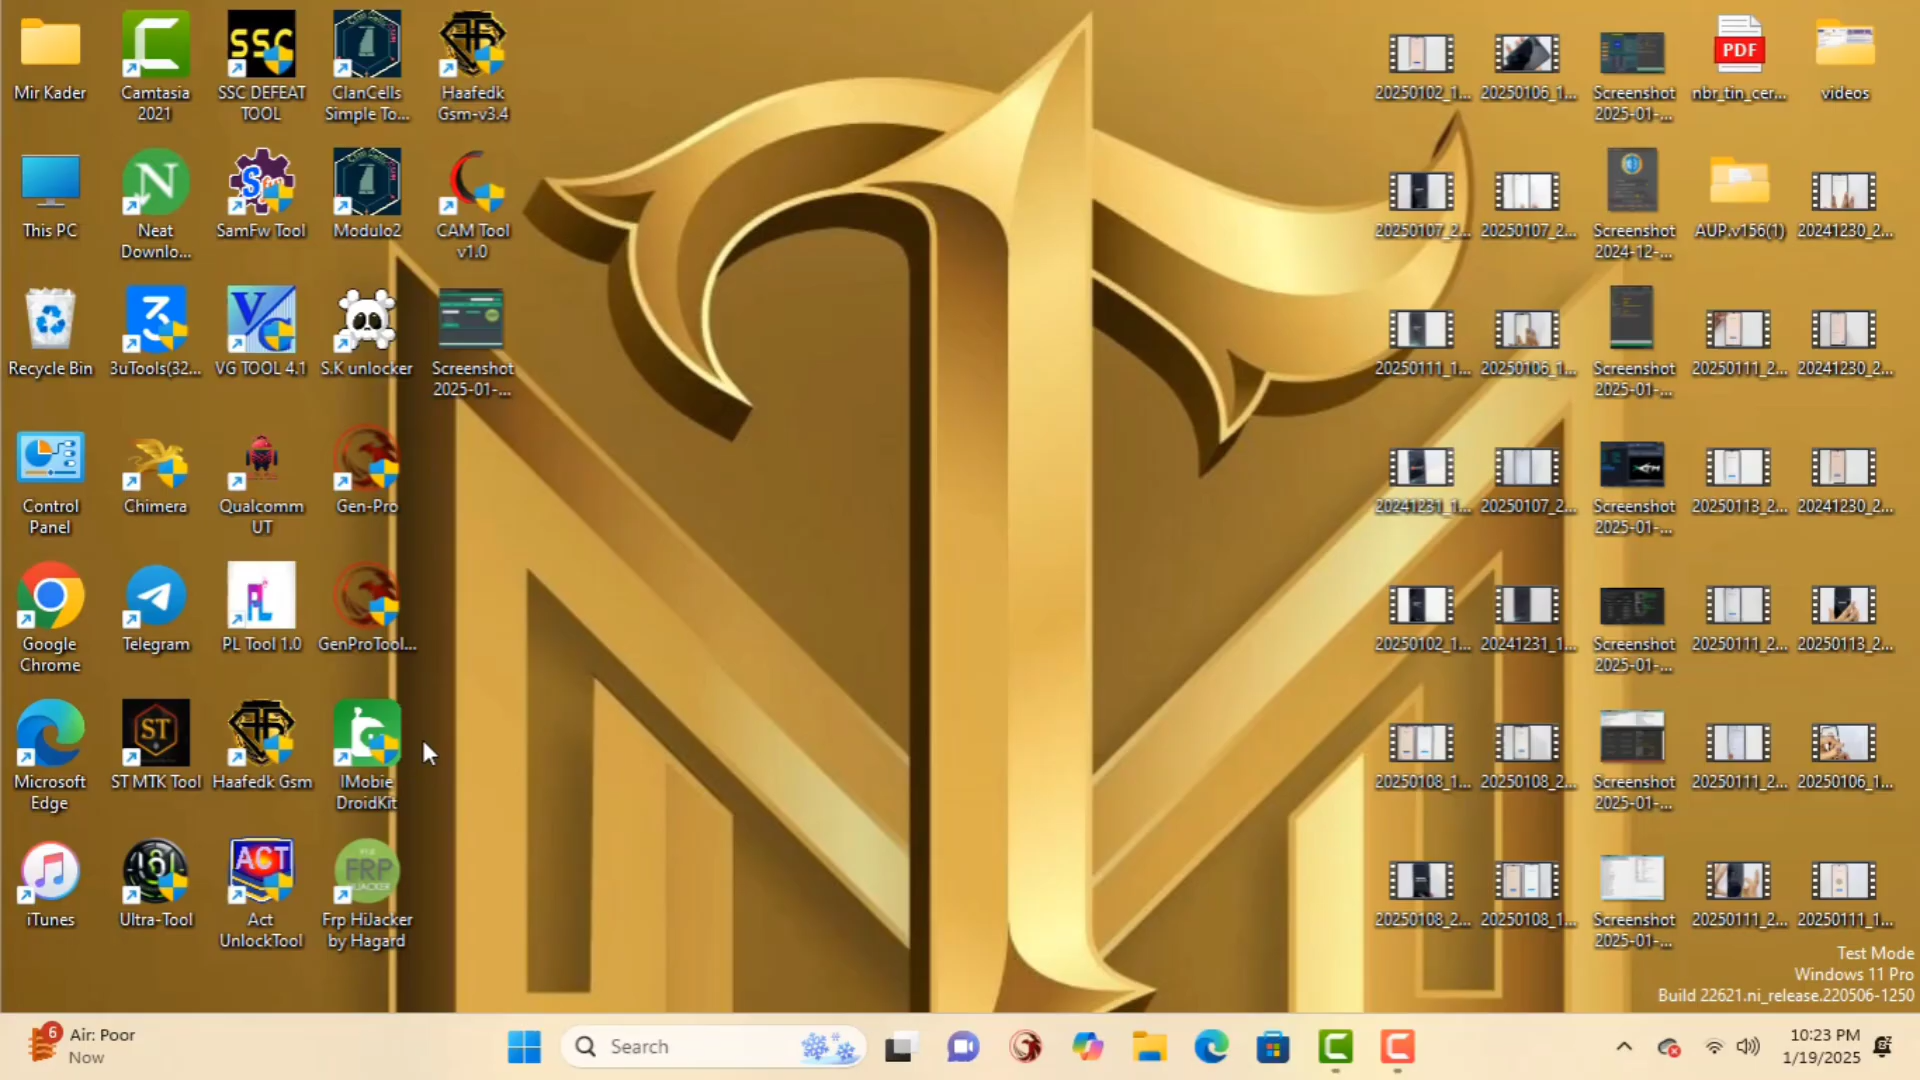 Mir Kader
Camtasia
2021
SSC DEFEAT
TOOL
ClanCells
Simple To...
Haafedk
Gsm-v3.4
This PC
Neat
Downlo...
SamFw Tool
Modulo2
CAM Tool
v1.0
Recycle Bin
3uTools(32...
VG TOOL 4.1
S.K unlocker
Screenshot
2025-01-...
Control
Panel
Chimera
Qualcomm
UT
Gen-Pro
Google
Chrome
Telegram
PL Tool 1.0
GenProTool...
Microsoft
Edge
ST MTK Tool
Haafedk Gsm
IMobie
DroidKit
iTunes
Ultra-Tool
Act
UnlockTool
Frp HiJacker
by Hagard
20250102_1...
20250106_1...
Screenshot
2025-01-...
nbr_tin_cer...
videos
20250107_2...
20250107_2...
Screenshot
2024-12-...
AUP.v156(1)
20241230_2...
20250111_1...
20250106_1...
Screenshot
2025-01-...
20250111_2...
20241230_2...
20241231_1...
20250107_2...
Screenshot
2025-01-...
20250113_2...
20241230_2...
20250102_1...
20241231_1...
Screenshot
2025-01-...
20250111_2...
20250113_2...
20250108_1...
20250108_2...
Screenshot
2025-01-...
20250111_2...
20250106_1...
20250108_2...
20250108_1...
Screenshot
2025-01-...
20250111_2...
20250111_1...
SSC
PDF
ST
ACT
FRP
Test Mode
Windows 11 Pro
Build 22621.ni_release.220506-1250
6
Air: Poor
Now
Search
10:23 PM
1/19/2025